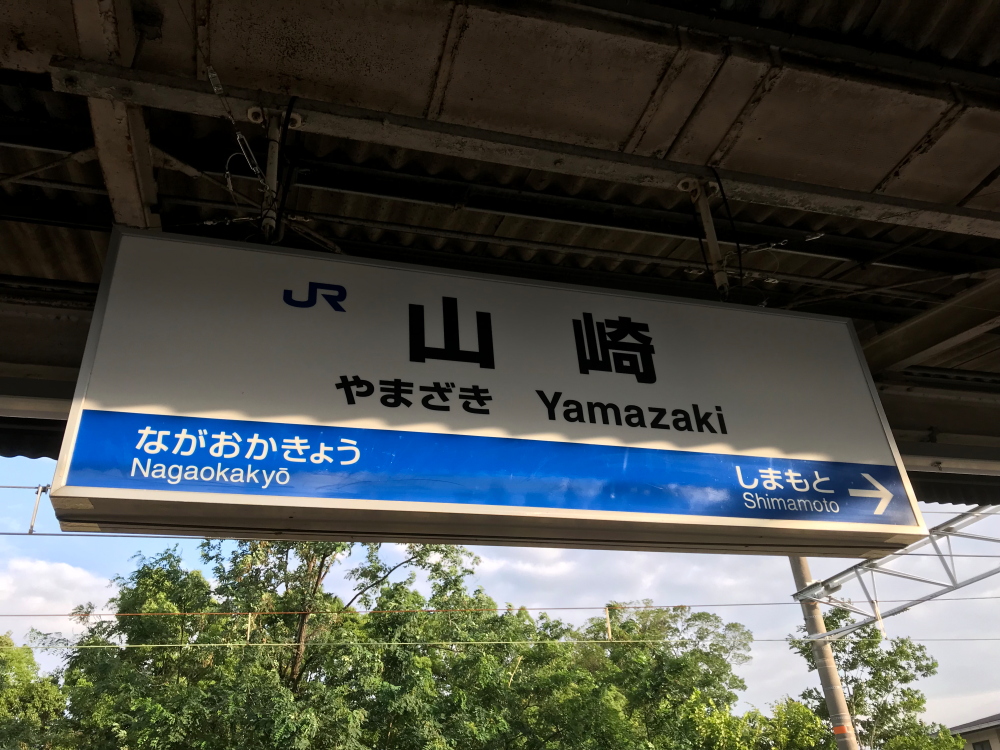 JR 山崎
やまざき Yamazaki
ながおかきょう
Nagaokakyō
しまもと
Shimamoto →